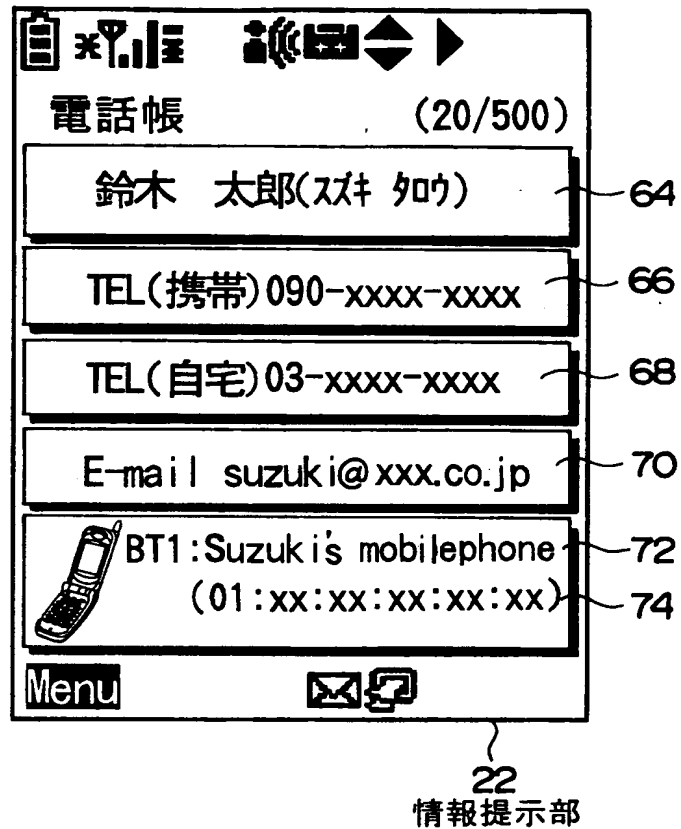 電話帳 (20/500)
鈴木 太郎(ｽｽﾞｷ ﾀﾛｳ) 64
TEL(携帯)090-xxxx-xxxx 66
TEL(自宅)03-xxxx-xxxx 68
E-mail suzuki@xxx.co.jp 70
BT1:Suzuki's mobilephone 72
(01:xx:xx:xx:xx:xx) 74
Menu
22
情報提示部